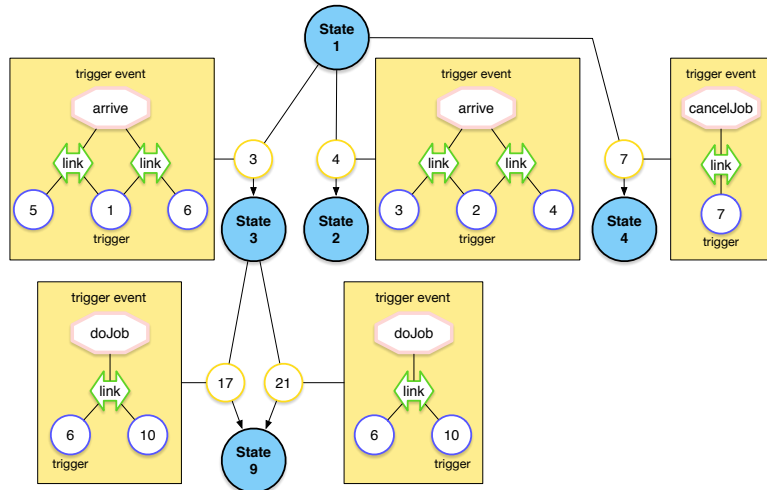 State
1
trigger event
arrive
link
link
5
1
6
trigger
3
4
trigger event
arrive
link
link
3
2
4
trigger
7
trigger event
cancelJob
link
7
trigger
State
3
State
2
State
4
trigger event
doJob
link
6
10
trigger
17
21
trigger event
doJob
link
6
10
trigger
State
9